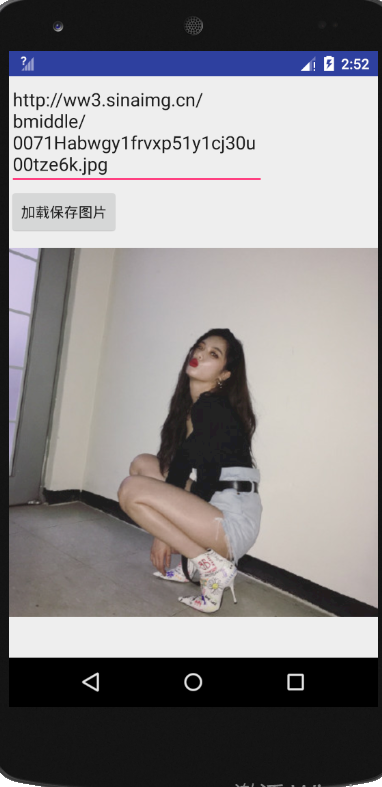 2:52
http://ww3.sinaimg.cn/
bmiddle/
0071Habwgy1frvxp51y1cj30u
00tze6k.jpg
加载保存图片